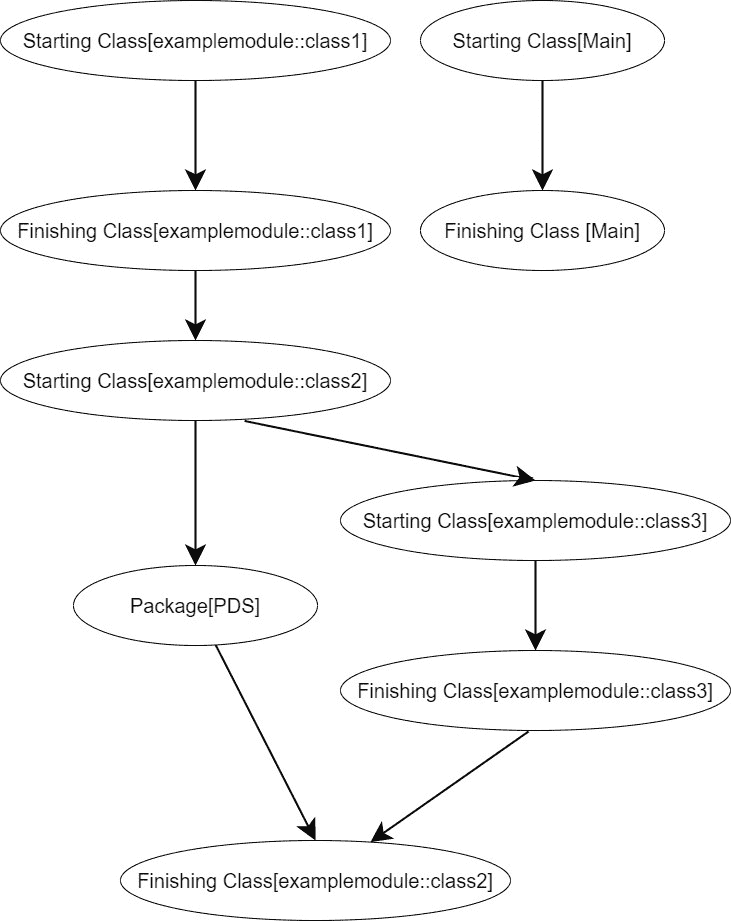 Starting Class[examplemodule::class1]
Starting Class[Main]
Finishing Class[examplemodule::class1]
Finishing Class [Main]
Starting Class[examplemodule::class2]
Starting Class[examplemodule::class3]
Package[PDS]
Finishing Class[examplemodule::class3]
Finishing Class[examplemodule::class2]